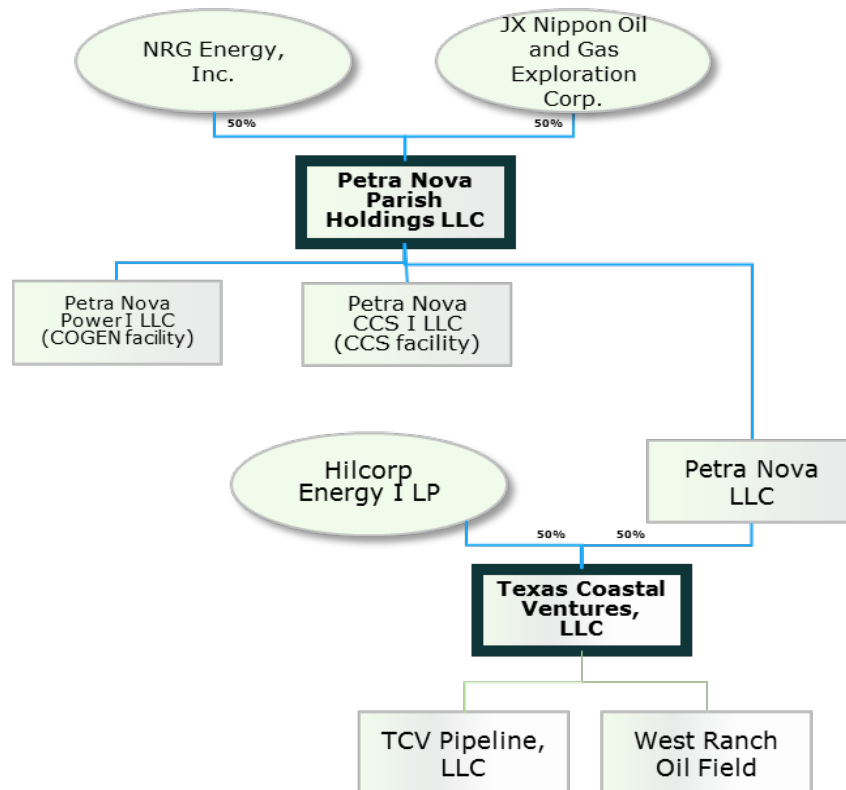 NRG Energy,
Inc.
JX Nippon Oil
and Gas
Exploration
Corp.
50%
50%
Petra Nova
Parish
Holdings LLC
Petra Nova
Power I LLC
(COGEN facility)
Petra Nova
CCS I LLC
(CCS facility)
Hilcorp
Energy I LP
Petra Nova
LLC
50%
50%
Texas Coastal
Ventures,
LLC
TCV Pipeline,
LLC
West Ranch
Oil Field